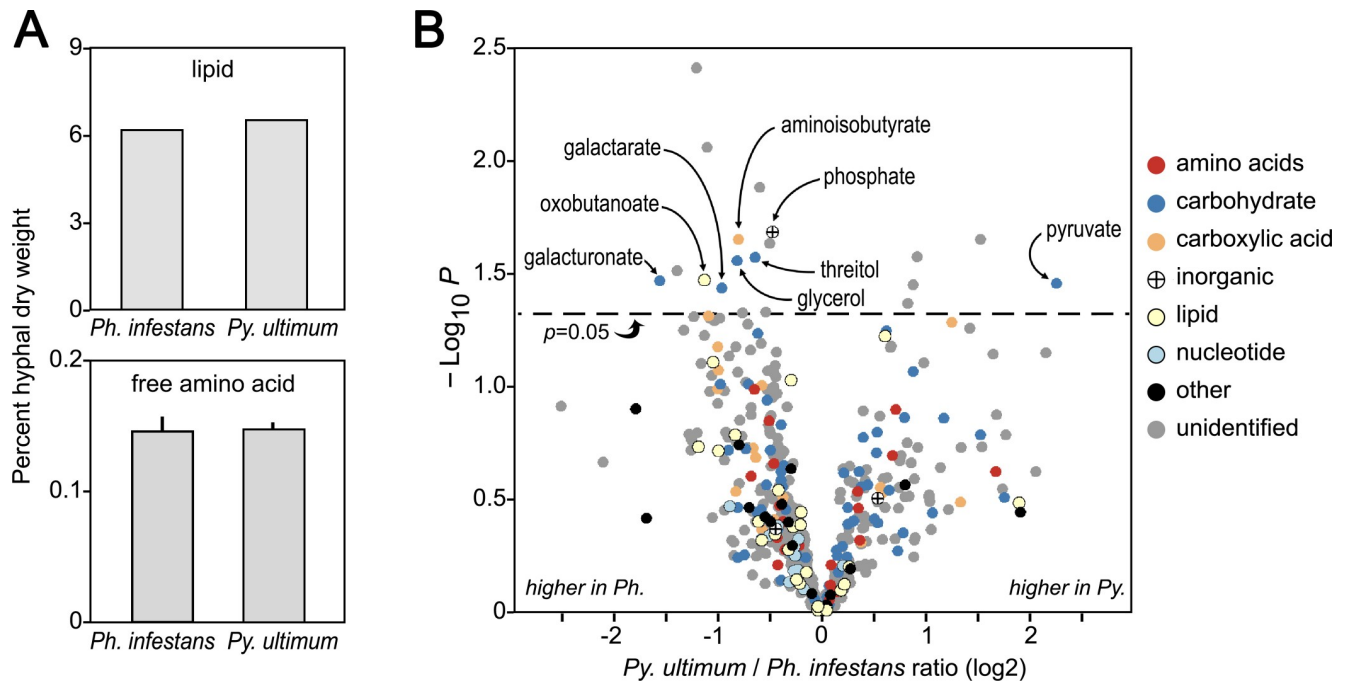 A
Percent hyphal dry weight
9
6
3
0
lipid
Ph. infestans
Py. ultimum
0.2
0.1
0
free amino acid
Ph. infestans
Py. ultimum
B
– Log10 P
2.5
2.0
1.5
1.0
0.5
0
aminoisobutyrate
galactarate
phosphate
oxobutanoate
pyruvate
galacturonate
threitol
glycerol
p=0.05
higher in Ph.
higher in Py.
-2
-1
0
1
2
Py. ultimum / Ph. infestans ratio (log2)
amino acids
carbohydrate
carboxylic acid
inorganic
lipid
nucleotide
other
unidentified